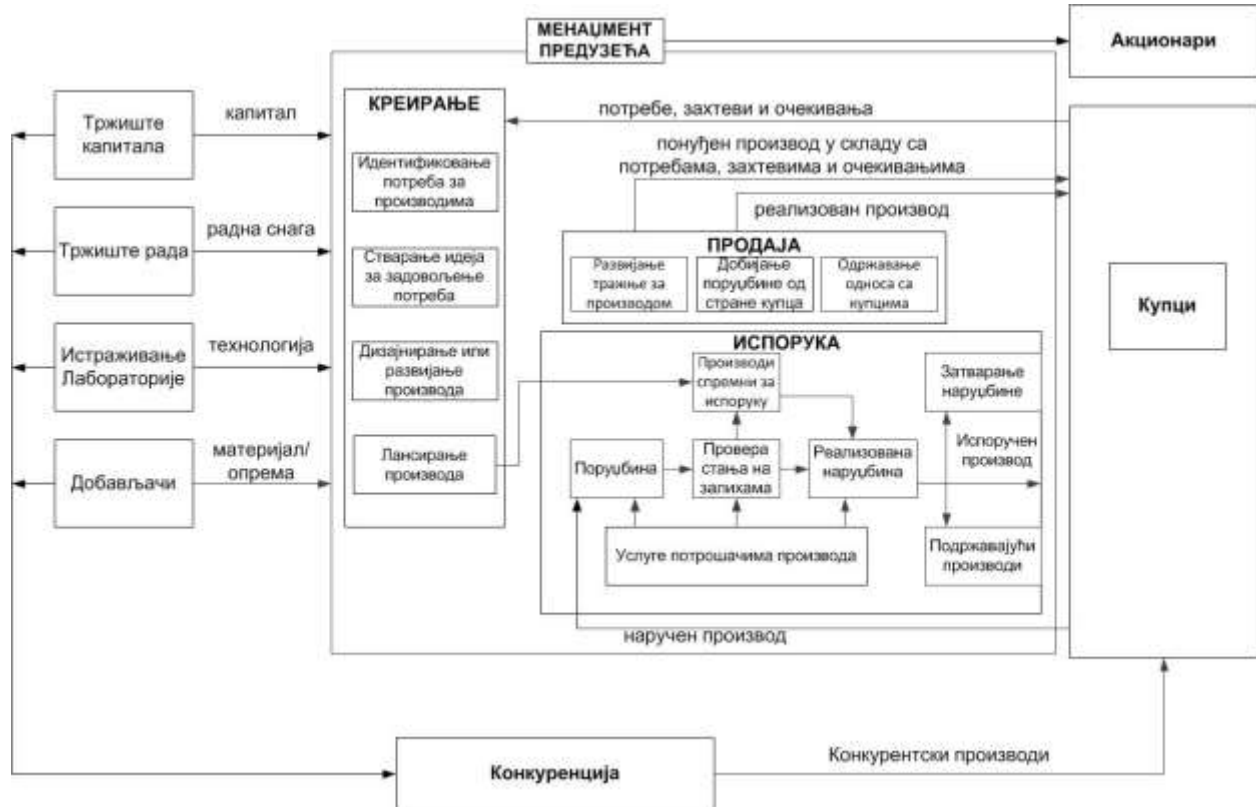 МЕНАЏМЕНТ
ПРЕДУЗЕЋА
Акционари
Тржиште
капитала
капитал
Тржиште рада
радна снага
Истраживање
Лабораторије
технологија
Добављачи
материјал/
опрема
КРЕИРАЊЕ
Идентификовање
потреба за
производима
Стварање идеја
за задовољење
потреба
Дизајнирање или
развијање
производа
Лансирање
производа
потребе, захтеви и очекивања
понуђен производ у складу са
потребама, захтевима и очекивањима
реализован производ
ПРОДАЈА
Развијање
тражње за
производом
Добијање
поруџбине од
стране купца
Одржавање
односа са
купцима
ИСПОРУКА
Производи
спремни за
испоруку
Затварање
наруџбине
Поруџбина
Провера
стања на
залихама
Реализована
наруџбина
Испоручен
производ
Услуге потрошачима производа
Подржавајући
производи
наручен производ
Купци
Конкуренција
Конкурентски производи